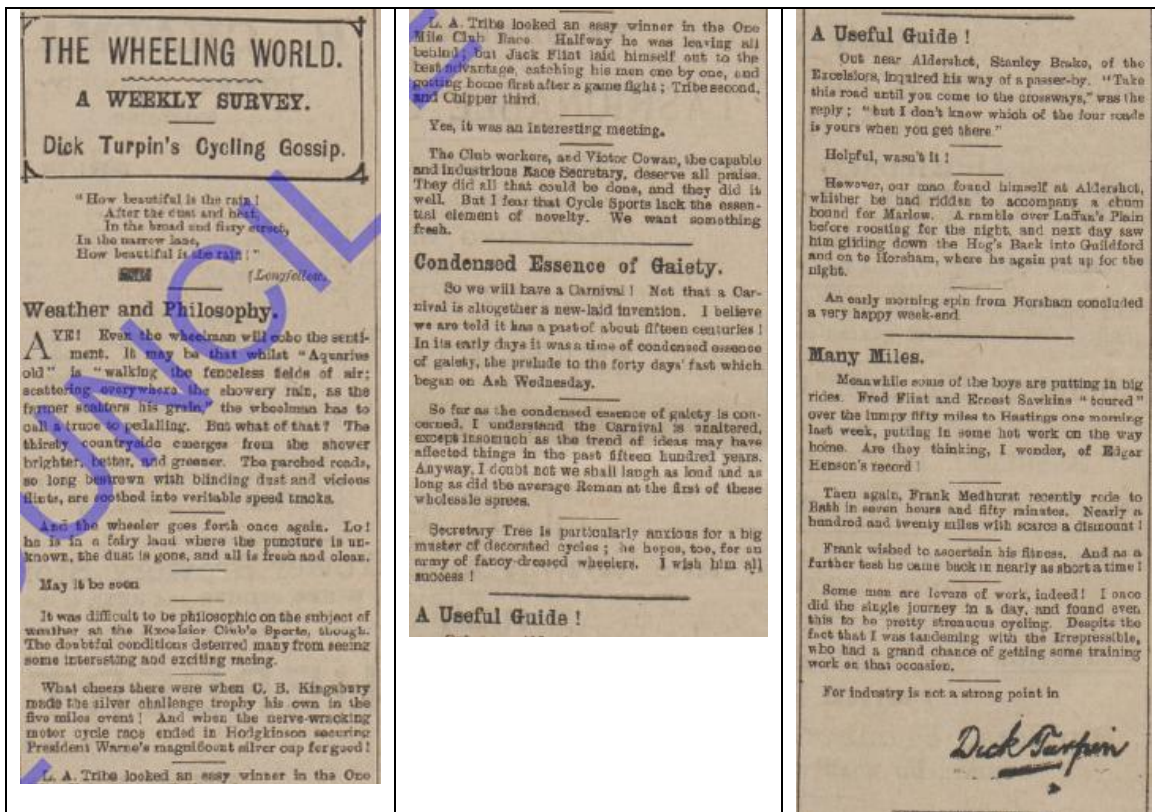 THE WHEELING WORLD.
A WEEKLY SURVEY.
Dick Turpin's Cycling Gossip.
"How beautiful is the rain!
After the dust and heat,
In the broad and fiery street,
In the narrow lane,
How beautiful is the rain!"
[Longfellow.
Weather and Philosophy.
AYE! Even the wheelman will echo the senti-
ment. It may be that whilst "Aquarius
old" is "walking the fenceless fields of air;
scattering everywhere the showery rain, as the
farmer scatters his grain," the wheelman has to
call a truce to pedalling. But what of that? The
thirsty countryside emerges from the shower
brighter, better, and greener. The parched roads,
so long bestrewn with blinding dust and vicious
flints, are soothed into veritable speed tracks.
And the wheeler goes forth once again. Lo!
he is in a fairy land where the puncture is un-
known, the dust is gone, and all is fresh and clean.
May it be soon
It was difficult to be philosophic on the subject of
weather at the Excelsior Club's Sports, though.
The doubtful conditions deterred many from seeing
some interesting and exciting racing.
What cheers there were when C. B. Kingsbury
made the silver challenge trophy his own in the
five miles event! And when the nerve-wracking
motor cycle race ended in Hodgkinson securing
President Warne's magnificent silver cup for good!
L. A. Tribe looked an easy winner in the One
L. A. Tribe looked an easy winner in the One
Mile Club Race. Halfway he was leaving all
behind; but Jack Flint laid himself out to the
best advantage, catching his men one by one, and
getting home first after a game fight; Tribe second,
and Chipper third.
Yes, it was an interesting meeting.
The Club workers, and Victor Cowan, the capable
and industrious Race Secretary, deserve all praise.
They did all that could be done, and they did it
well. But I fear that Cycle Sports lack the essen-
tial element of novelty. We want something
fresh.
Condensed Essence of Gaiety.
So we will have a Carnival! Not that a Car-
nival is altogether a new-laid invention. I believe
we are told it has a past of about fifteen centuries!
In its early days it was a time of condensed essence
of gaiety, the prelude to the forty days' fast which
began on Ash Wednesday.
So far as the condensed essence of gaiety is con-
cerned, I understand the Carnival is unaltered,
except insomuch as the trend of ideas may have
affected things in the past fifteen hundred years.
Anyway, I doubt not we shall laugh as loud and as
long as did the average Roman at the first of these
wholesale sprees.
Secretary Tree is particularly anxious for a big
muster of decorated cycles; he hopes, too, for an
army of fancy-dressed wheelers. I wish him all
success!
A Useful Guide!
A Useful Guide!
Out near Aldershot, Stanley Brake, of the
Excelsiors, inquired his way of a passer-by. "Take
this road until you come to the crossways," was the
reply; "but I don't know which of the four roads
is yours when you get there."
Helpful, wasn't it!
However, our man found himself at Aldershot,
whither he had ridden to accompany a chum
bound for Marlow. A ramble over Laffan's Plain
before roosting for the night, and next day saw
him gliding down the Hog's Back into Guildford
and on to Horsham, where he again put up for the
night.
An early morning spin from Horsham concluded
a very happy week-end
Many Miles.
Meanwhile some of the boys are putting in big
rides. Fred Flint and Ernest Sawkins "toured"
over the lumpy fifty miles to Hastings one morning
last week, putting in some hot work on the way
home. Are they thinking, I wonder, of Edgar
Henson's record!
Then again, Frank Medhurst recently rode to
Bath in seven hours and fifty minutes. Nearly a
hundred and twenty miles with scarce a dismount!
Frank wished to ascertain his fitness. And as a
further test he came back in nearly as short a time!
Some men are lovers of work, indeed! I once
did the single journey in a day, and found even
this to be pretty strenuous cycling. Despite the
fact that I was tandeming with the Irrepressible,
who had a grand chance of getting some training
work on that occasion.
For industry is not a strong point in
Dick Turpin